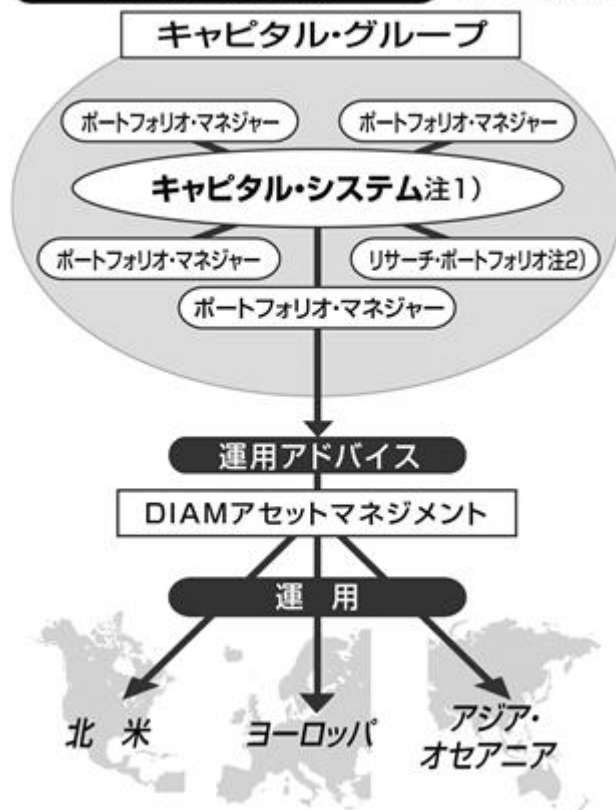 キャピタル・グループ
ポートフォリオ・マネジャー
ポートフォリオ・マネジャー
キャピタル・システム注1)
ポートフォリオ・マネジャー
リサーチ・ポートフォリオ注2)
ポートフォリオ・マネジャー
運用アドバイス
DIAMアセットマネジメント
運 用
北 米
ヨーロッパ
アジア・
オセアニア